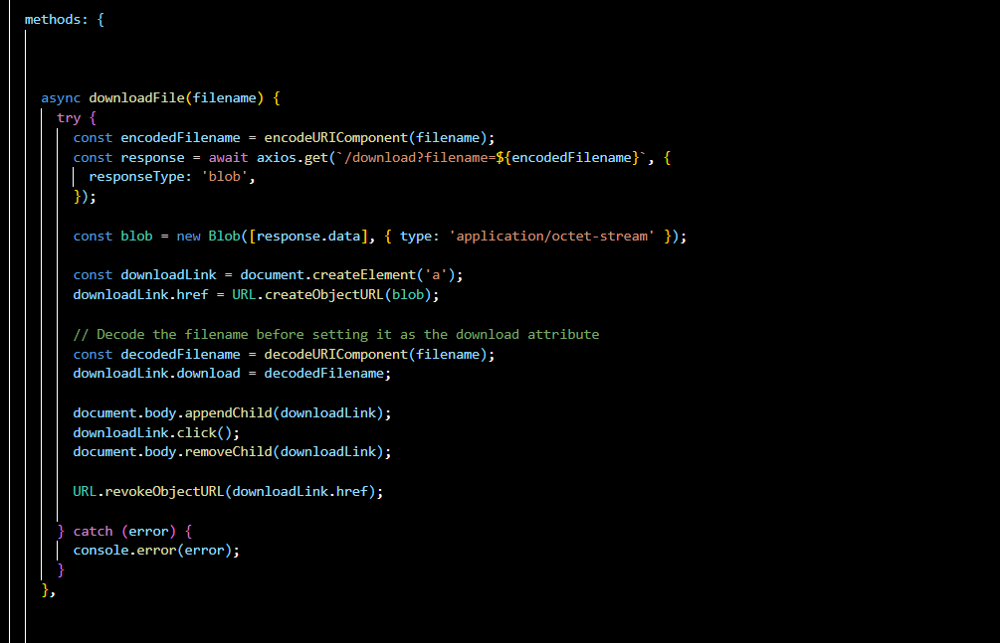 methods: {
async downloadFile(filename) {
try {
const encodedFilename = encodeURIComponent(filename);
const response = await axios.get(`/download?filename=${encodedFilename}`, {
responseType: 'blob',
});
const blob = new Blob([response.data], { type: 'application/octet-stream' });
const downloadLink = document.createElement('a');
downloadLink.href = URL.createObjectURL(blob);
// Decode the filename before setting it as the download attribute
const decodedFilename = decodeURIComponent(filename);
downloadLink.download = decodedFilename;
document.body.appendChild(downloadLink);
downloadLink.click();
document.body.removeChild(downloadLink);
URL.revokeObjectURL(downloadLink.href);
} catch (error) {
console.error(error);
}
},